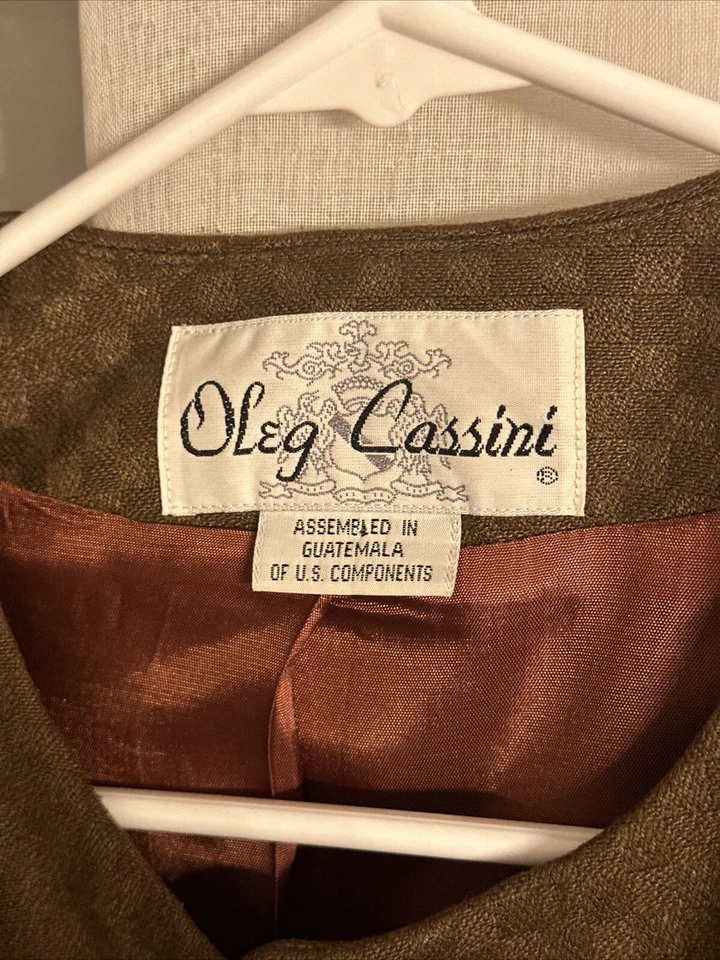 Oleg Cassini
®
ASSEMBLED IN
GUATEMALA
OF U.S. COMPONENTS